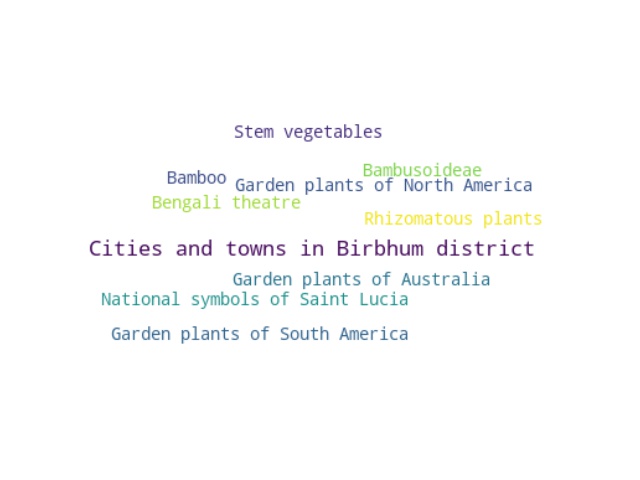 Stem vegetables
Bambusoideae
Bamboo
Garden plants of North America
Bengali theatre
Rhizomatous plants
Cities and towns in Birbhum district
Garden plants of Australia
National symbols of Saint Lucia
Garden plants of South America